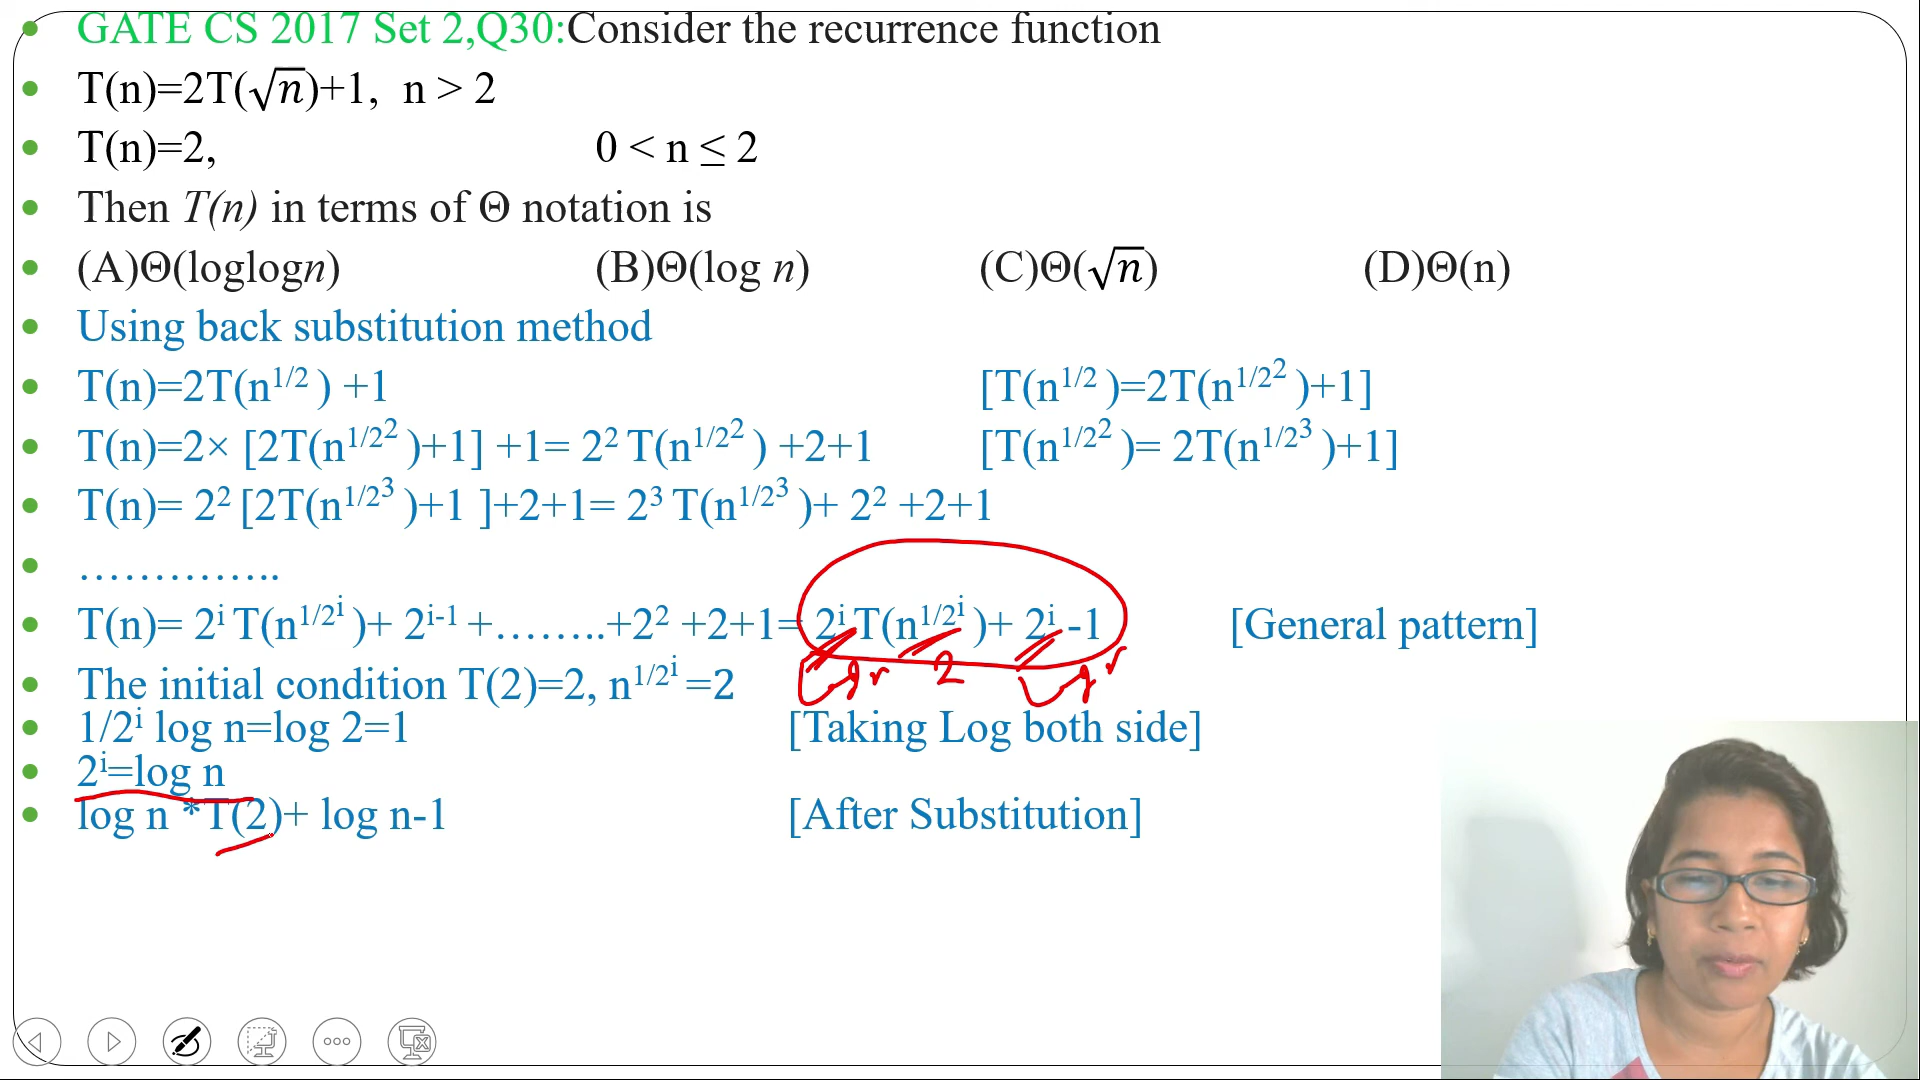 GATE CS 2017 Set 2,Q30:Consider the recurrence function
T(n)=2T(√n)+1, n > 2
T(n)=2, 0 < n ≤ 2
Then T(n) in terms of Θ notation is
(A)Θ(loglogn) (B)Θ(log n) (C)Θ(√n) (D)Θ(n)
Using back substitution method
T(n)=2T(n^1/2 ) +1 [T(n^1/2 )=2T(n^1/2^2 )+1]
T(n)=2× [2T(n^1/2^2 )+1] +1= 2^2 T(n^1/2^2 ) +2+1 [T(n^1/2^2 )= 2T(n^1/2^3 )+1]
T(n)= 2^2 [2T(n^1/2^3 )+1 ]+2+1= 2^3 T(n^1/2^3 )+ 2^2 +2+1
…………..
T(n)= 2^i T(n^1/2^i )+ 2^i-1 +……..+2^2 +2+1= 2^i T(n^1/2^i )+ 2^i -1 [General pattern]
2
The initial condition T(2)=2, n^1/2^i =2
1/2^i log n=log 2=1 [Taking Log both side]
2^i=log n
log n *T(2)+ log n-1 [After Substitution]